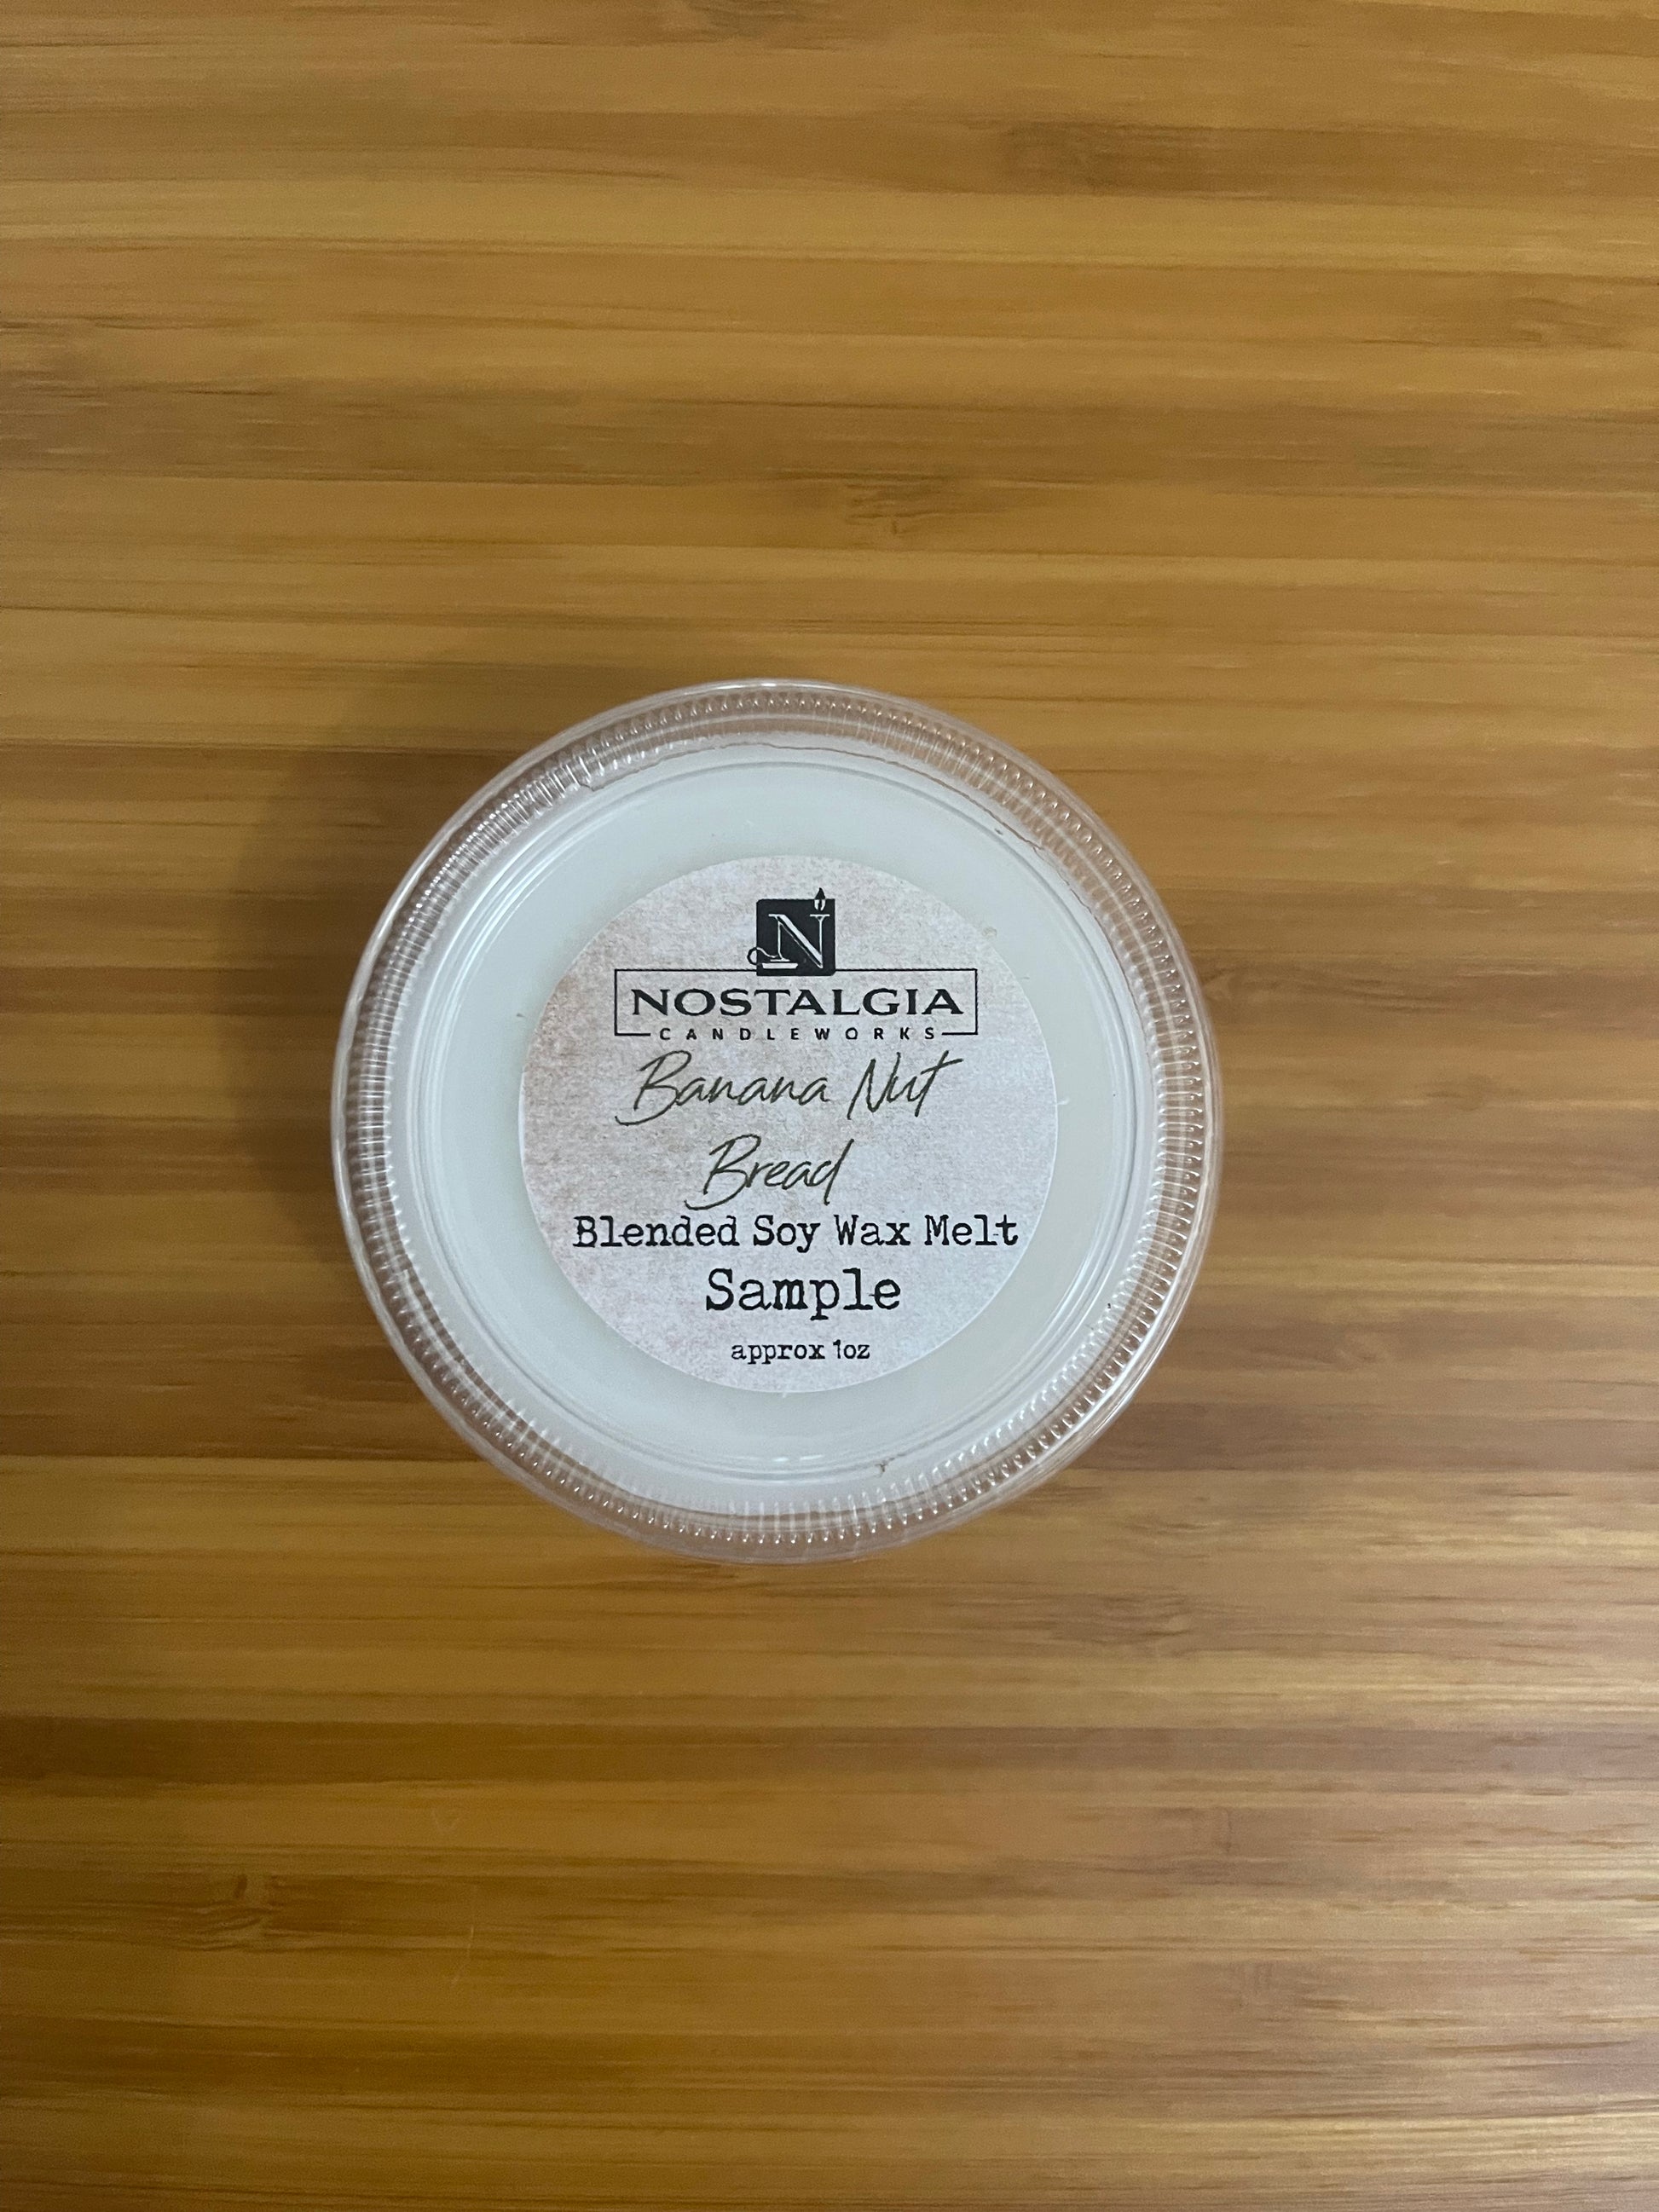 N
NOSTALGIA
CANDLEWORKS
Banana Nut
Bread
Blended Soy Wax Melt
Sample
approx 1oz